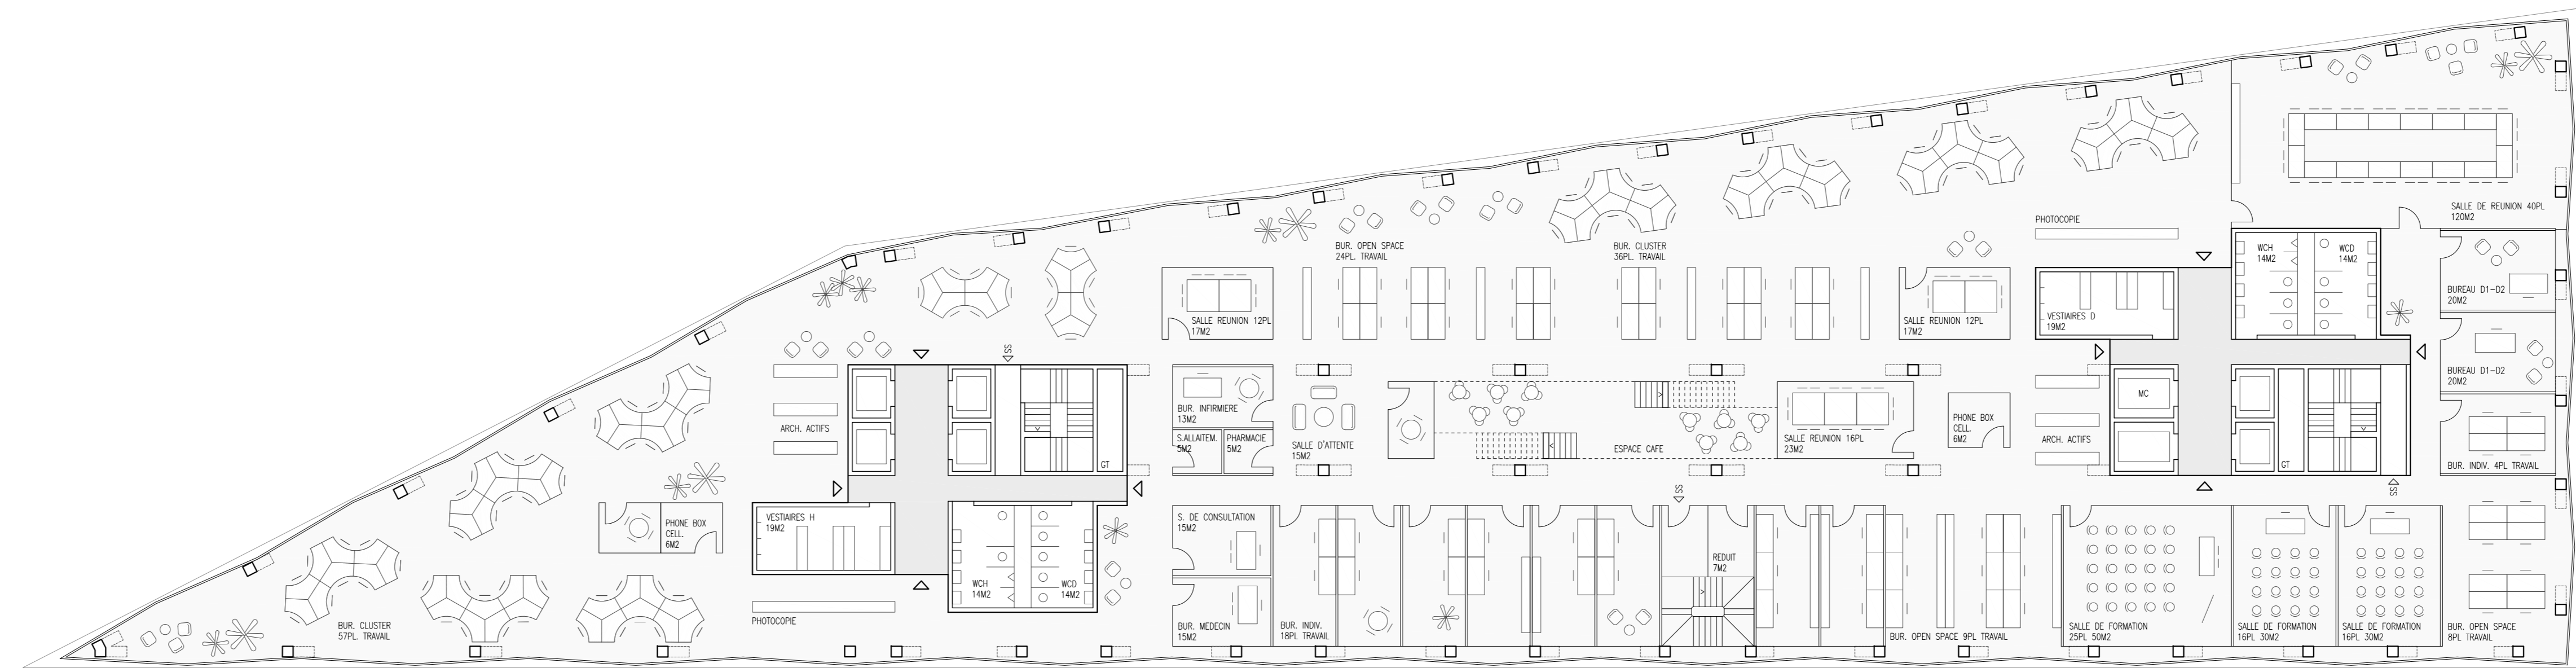 SALLE DE REUNION 40PL
120M2
PHOTOCOPIE
BUR. OPEN SPACE
24PL. TRAVAIL
BUR. CLUSTER
36PL. TRAVAIL
WCH
14M2
WCD
14M2
BUREAU D1-D2
20M2
SALLE REUNION 12PL
17M2
SALLE REUNION 12PL
17M2
VESTIAIRES D
19M2
SS
BUREAU D1-D2
20M2
MC
BUR. INFIRMIERE
13M2
PHONE BOX
CELL.
6M2
ARCH. ACTIFS
S.ALLAITEM.
5M2
PHARMACIE
5M2
SALLE D'ATTENTE
15M2
ESPACE CAFE
SALLE REUNION 16PL
23M2
ARCH. ACTIFS
GT
GT
BUR. INDIV. 4PL TRAVAIL
SS
SS
PHONE BOX
CELL.
6M2
VESTIAIRES H
19M2
S. DE CONSULTATION
15M2
REDUIT
7M2
WCH
14M2
WCD
14M2
PHOTOCOPIE
BUR. CLUSTER
57PL. TRAVAIL
BUR. MEDECIN
15M2
BUR. INDIV.
18PL TRAVAIL
BUR. OPEN SPACE 9PL TRAVAIL
SALLE DE FORMATION
25PL 50M2
SALLE DE FORMATION
16PL 30M2
SALLE DE FORMATION
16PL 30M2
BUR. OPEN SPACE
8PL TRAVAIL